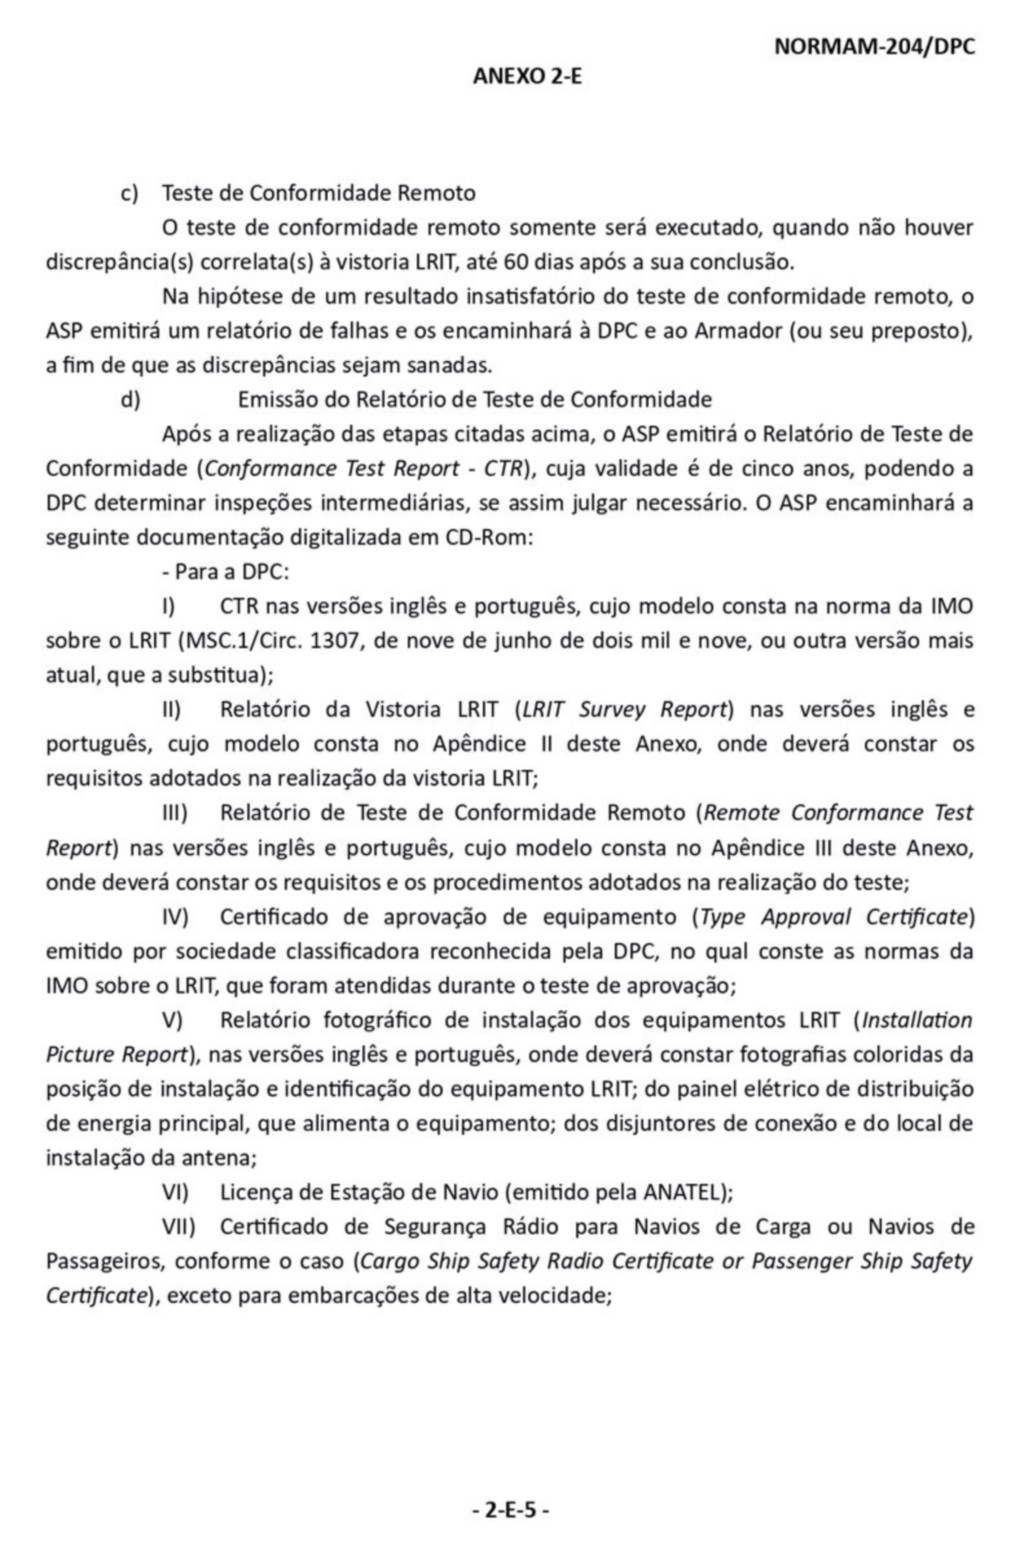 NORMAM-204/DPC
ANEXO 2-E
c) Teste de Conformidade Remoto
O teste de conformidade remoto somente será executado, quando não houver
discrepância(s) correlata(s) à vistoria LRIT, até 60 dias após a sua conclusão.
Na hipótese de um resultado insatisfatório do teste de conformidade remoto, o
ASP emitirá um relatório de falhas e os encaminhará à DPC e ao Armador (ou seu preposto),
a fim de que as discrepâncias sejam sanadas.
d) Emissão do Relatório de Teste de Conformidade
Após a realização das etapas citadas acima, o ASP emitirá o Relatório de Teste de
Conformidade (Conformance Test Report - CTR), cuja validade é de cinco anos, podendo a
DPC determinar inspeções intermediárias, se assim julgar necessário. O ASP encaminhará a
seguinte documentação digitalizada em CD-Rom:
- Para a DPC:
I) CTR nas versões inglês e português, cujo modelo consta na norma da IMO
sobre o LRIT (MSC.1/Circ. 1307, de nove de junho de dois mil e nove, ou outra versão mais
atual, que a substitua);
II) Relatório da Vistoria LRIT (LRIT Survey Report) nas versões inglês e
português, cujo modelo consta no Apêndice II deste Anexo, onde deverá constar os
requisitos adotados na realização da vistoria LRIT;
III) Relatório de Teste de Conformidade Remoto (Remote Conformance Test
Report) nas versões inglês e português, cujo modelo consta no Apêndice III deste Anexo,
onde deverá constar os requisitos e os procedimentos adotados na realização do teste;
IV) Certificado de aprovação de equipamento (Type Approval Certificate)
emitido por sociedade classificadora reconhecida pela DPC, no qual conste as normas da
IMO sobre o LRIT, que foram atendidas durante o teste de aprovação;
V) Relatório fotográfico de instalação dos equipamentos LRIT (Installation
Picture Report), nas versões inglês e português, onde deverá constar fotografias coloridas da
posição de instalação e identificação do equipamento LRIT; do painel elétrico de distribuição
de energia principal, que alimenta o equipamento; dos disjuntores de conexão e do local de
instalação da antena;
VI) Licença de Estação de Navio (emitido pela ANATEL);
VII) Certificado de Segurança Rádio para Navios de Carga ou Navios de
Passageiros, conforme o caso (Cargo Ship Safety Radio Certificate or Passenger Ship Safety
Certificate), exceto para embarcações de alta velocidade;
- 2-E-5 -